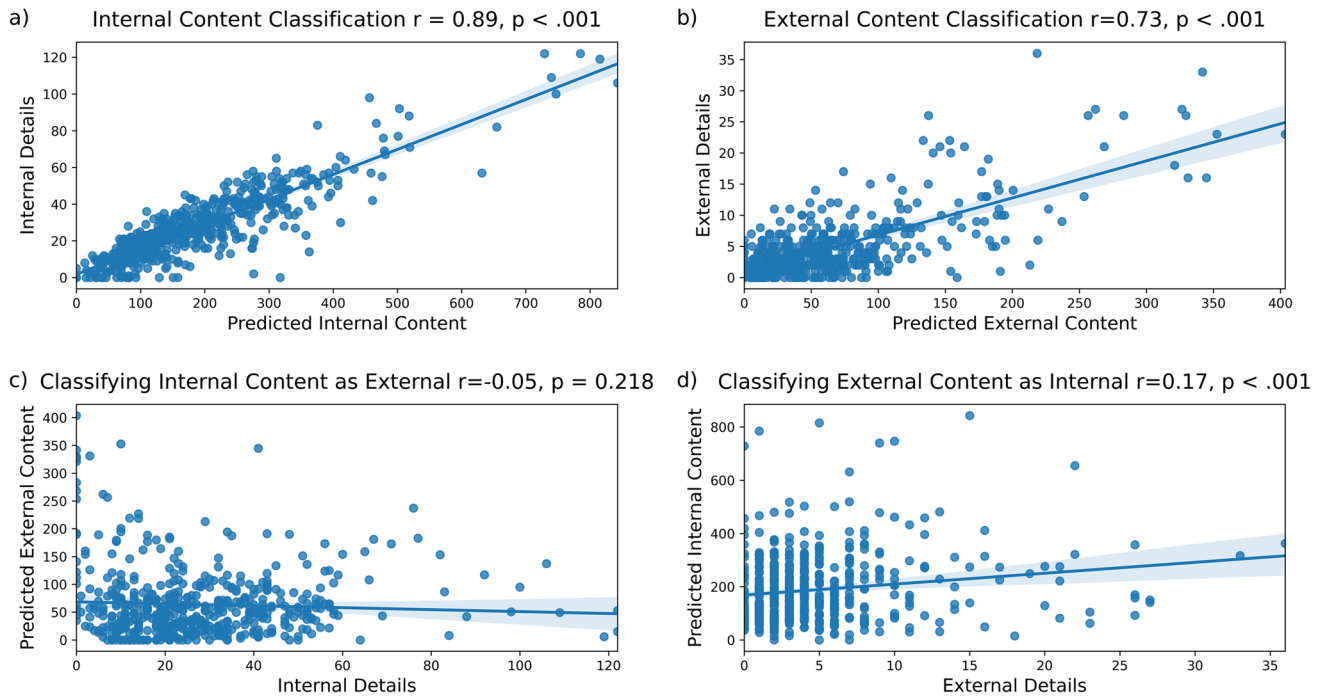 a) Internal Content Classification r = 0.89, p < .001
120
100
80
60
40
20
0
Internal Details
0 100 200 300 400 500 600 700 800
Predicted Internal Content
b) External Content Classification r=0.73, p < .001
35
30
25
20
15
10
5
0
External Details
0 50 100 150 200 250 300 350 400
Predicted External Content
c) Classifying Internal Content as External r=-0.05, p = 0.218
400
350
300
250
200
150
100
50
0
Predicted External Content
0 20 40 60 80 100 120
Internal Details
d) Classifying External Content as Internal r=0.17, p < .001
800
600
400
200
0
Predicted Internal Content
0 5 10 15 20 25 30 35
External Details